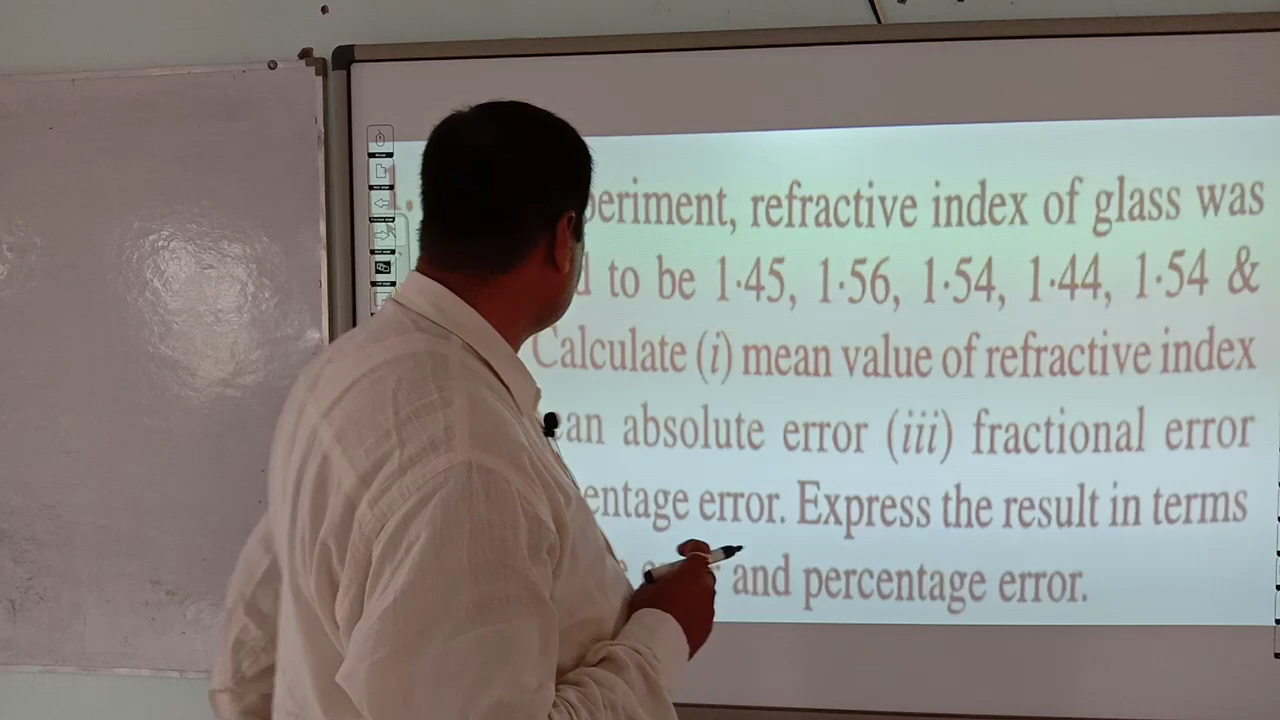 periment, refractive index of glass was
d to be 1·45, 1·56, 1·54, 1·44, 1·54 &
Calculate (i) mean value of refractive index
an absolute error (iii) fractional error
entage error. Express the result in terms
and percentage error.